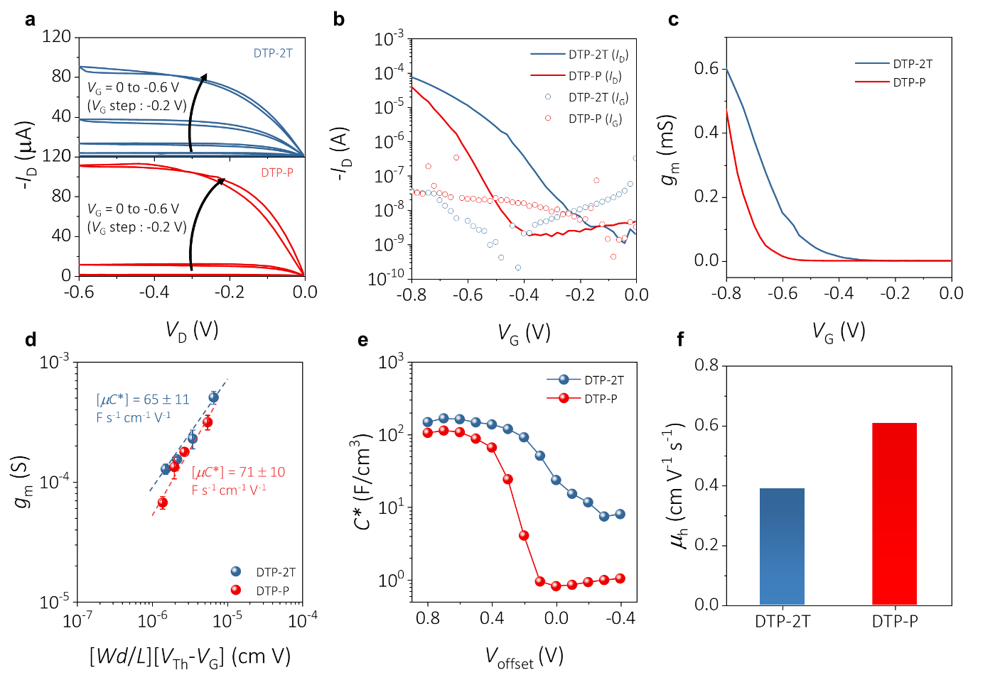 a
120
80
40
120
80
40
0
-I_D (μA)
DTP-2T
V_G = 0 to -0.6 V
(V_G step : -0.2 V)
DTP-P
V_G = 0 to -0.6 V
(V_G step : -0.2 V)
-0.6 -0.4 -0.2 0.0
V_D (V)
b
10^-3
10^-4
10^-5
10^-6
10^-7
10^-8
10^-9
10^-10
-I_D (A)
DTP-2T (I_D)
DTP-P (I_D)
DTP-2T (I_G)
DTP-P (I_G)
-0.8 -0.6 -0.4 -0.2 0.0
V_G (V)
c
0.6
0.4
0.2
0.0
g_m (mS)
DTP-2T
DTP-P
-0.8 -0.6 -0.4 -0.2 0.0
V_G (V)
d
10^-3
10^-4
10^-5
g_m (S)
[μC*] = 65 ± 11
F s^-1 cm^-1 V^-1
[μC*] = 71 ± 10
F s^-1 cm^-1 V^-1
DTP-2T
DTP-P
10^-7 10^-6 10^-5 10^-4
[Wd/L][V_Th-V_G] (cm V)
e
10^3
10^2
10^1
10^0
C* (F/cm^3)
DTP-2T
DTP-P
0.8 0.4 0.0 -0.4
V_offset (V)
f
0.8
0.6
0.4
0.2
0.0
μ_h (cm V^-1 s^-1)
DTP-2T DTP-P